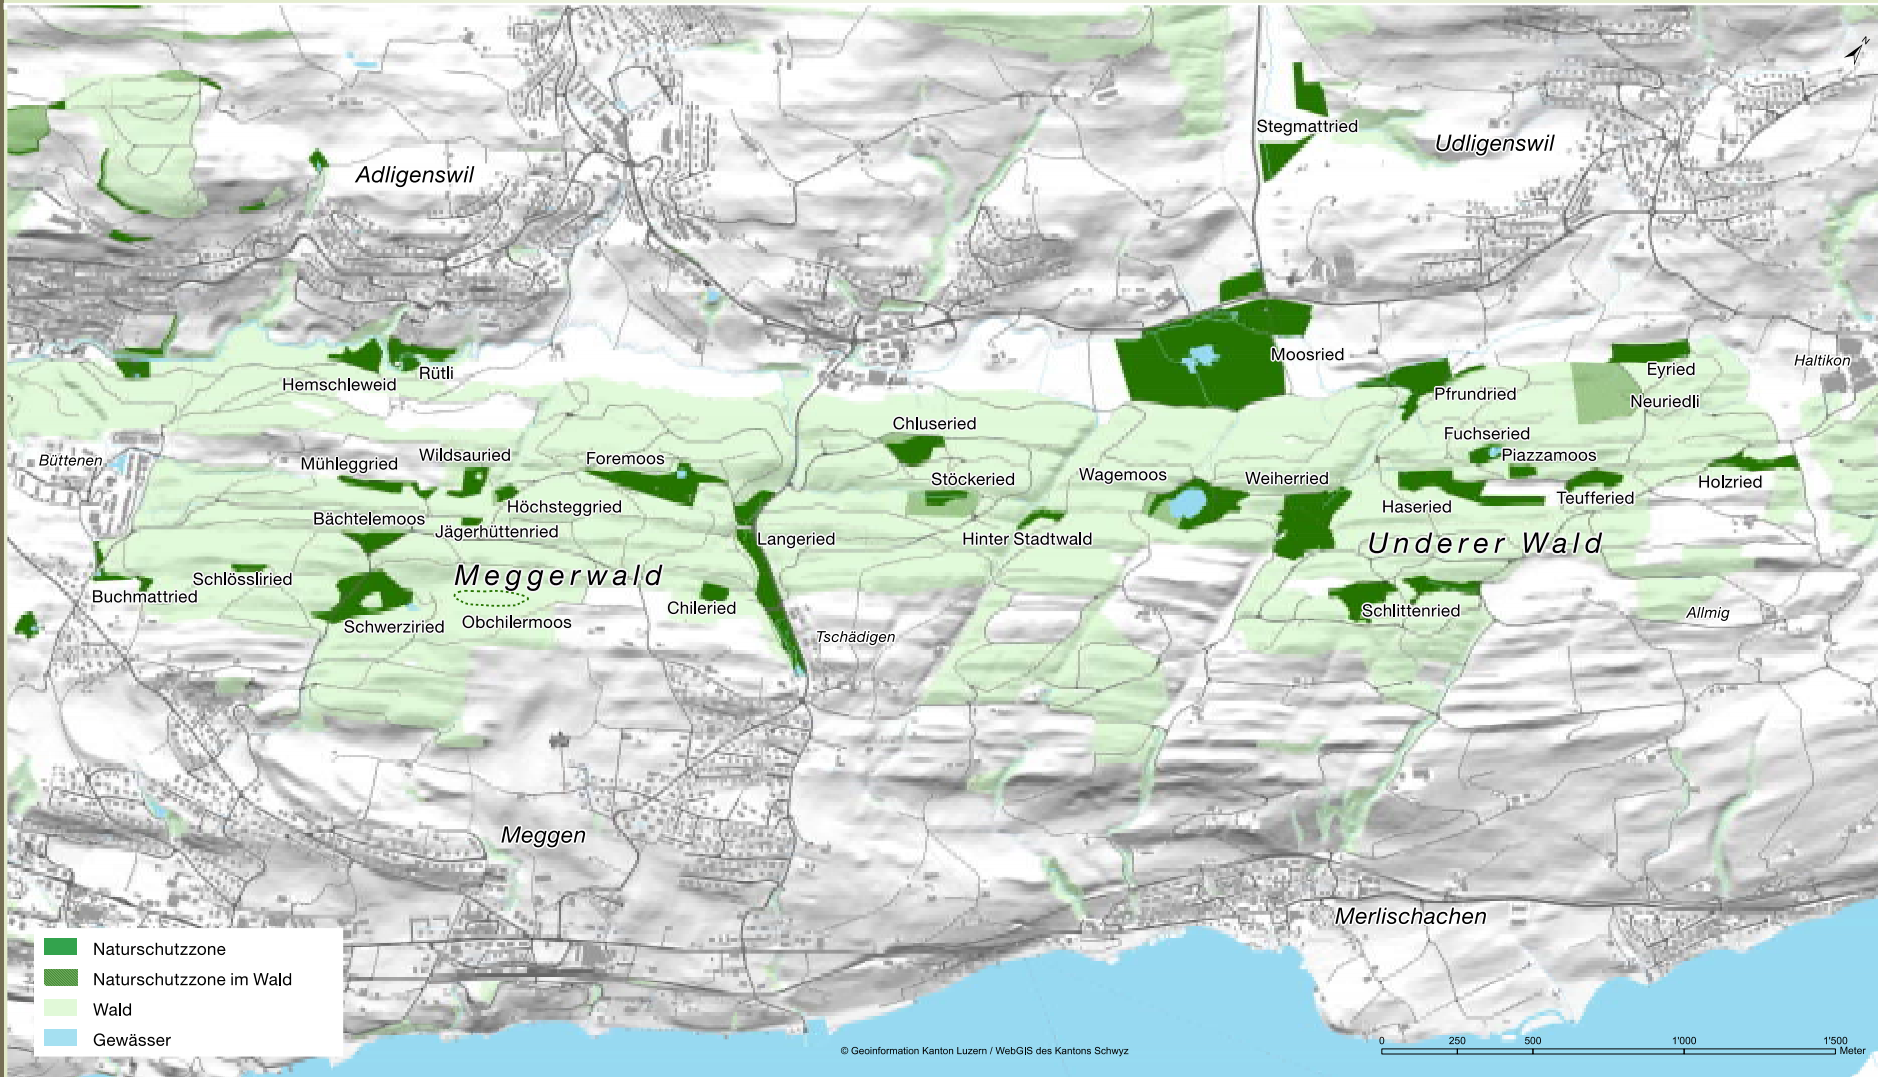 N
Stegmattried
Udligenswil
Adligenswil
Moosried
Haltikon
Eyried
Rütli
Hemschleweid
Pfrundried
Neuriedli
Chluseried
Fuchseried
Piazzamoos
Büttenen
Mühleggried
Wildsauried
Foremoos
Stöckeried
Wagemoos
Weiherried
Holzried
Teufferied
Haseried
Höchsteggried
Bächtelemoos
Jägerhüttenried
Langeried
Hinter Stadtwald
Underer Wald
Schlössliried
Meggerwald
Buchmattried
Chileried
Schlittenried
Allmig
Schwerziried
Obchilermoos
Tschädigen
Meggen
Merlischachen
Naturschutzzone
Naturschutzzone im Wald
Wald
Gewässer
© Geoinformation Kanton Luzern / WebGIS des Kantons Schwyz
0 250 500 1'000 1'500
Meter